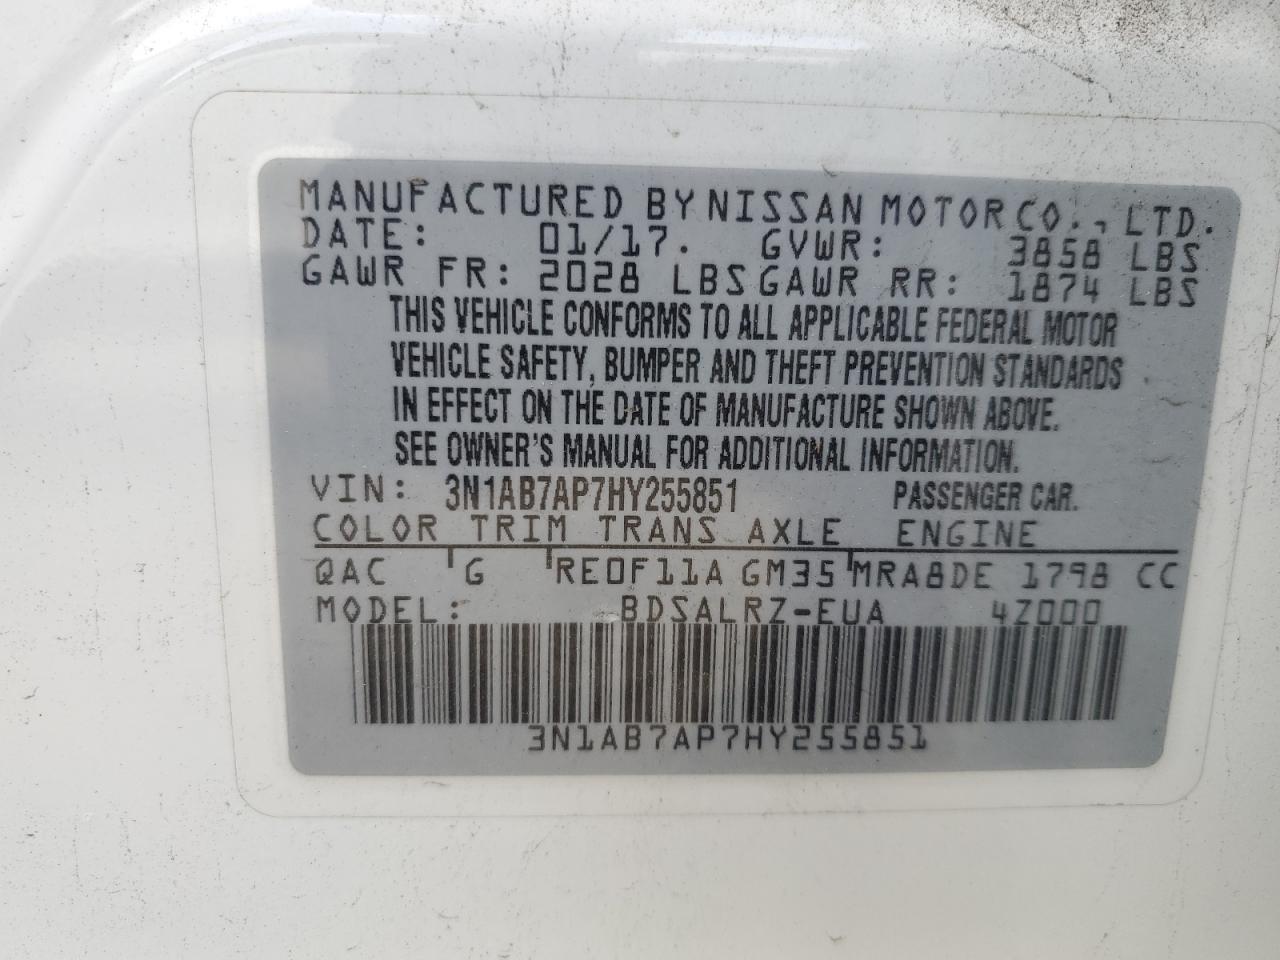 MANUFACTURED BY NISSAN MOTOR CO., LTD.
DATE: 01/17. GVWR: 3858 LBS
GAWR FR: 2028 LBS GAWR RR: 1874 LBS
THIS VEHICLE CONFORMS TO ALL APPLICABLE FEDERAL MOTOR
VEHICLE SAFETY, BUMPER AND THEFT PREVENTION STANDARDS
IN EFFECT ON THE DATE OF MANUFACTURE SHOWN ABOVE.
SEE OWNER'S MANUAL FOR ADDITIONAL INFORMATION.
VIN: 3N1AB7AP7HY255851 PASSENGER CAR.
COLOR TRIM TRANS AXLE ENGINE
QAC G RE0F11A GM35 MRA8DE 1798 CC
MODEL: BDSALRZ-EUA 4Z000
3N1AB7AP7HY255851